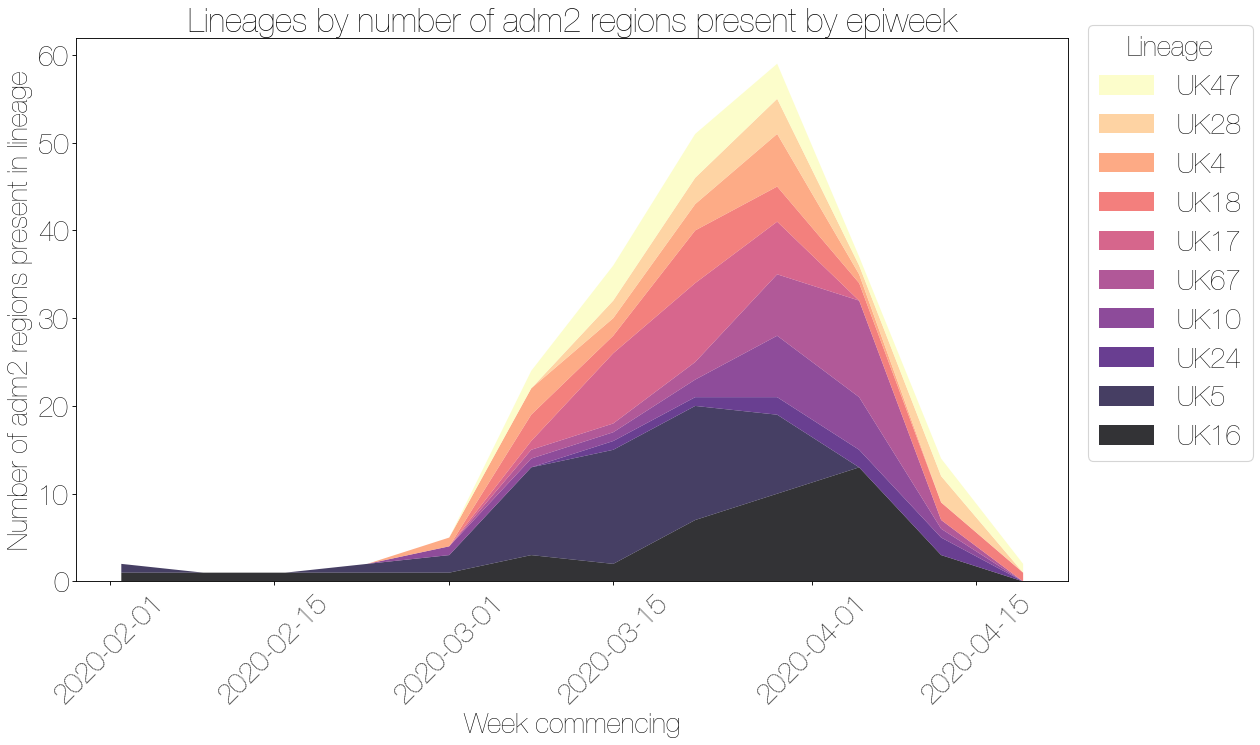 Lineages by number of adm2 regions present by epiweek
Number of adm2 regions present in lineage
60
50
40
30
20
10
0
2020-02-01
2020-02-15
2020-03-01
2020-03-15
2020-04-01
2020-04-15
Week commencing
Lineage
UK47
UK28
UK4
UK18
UK17
UK67
UK10
UK24
UK5
UK16